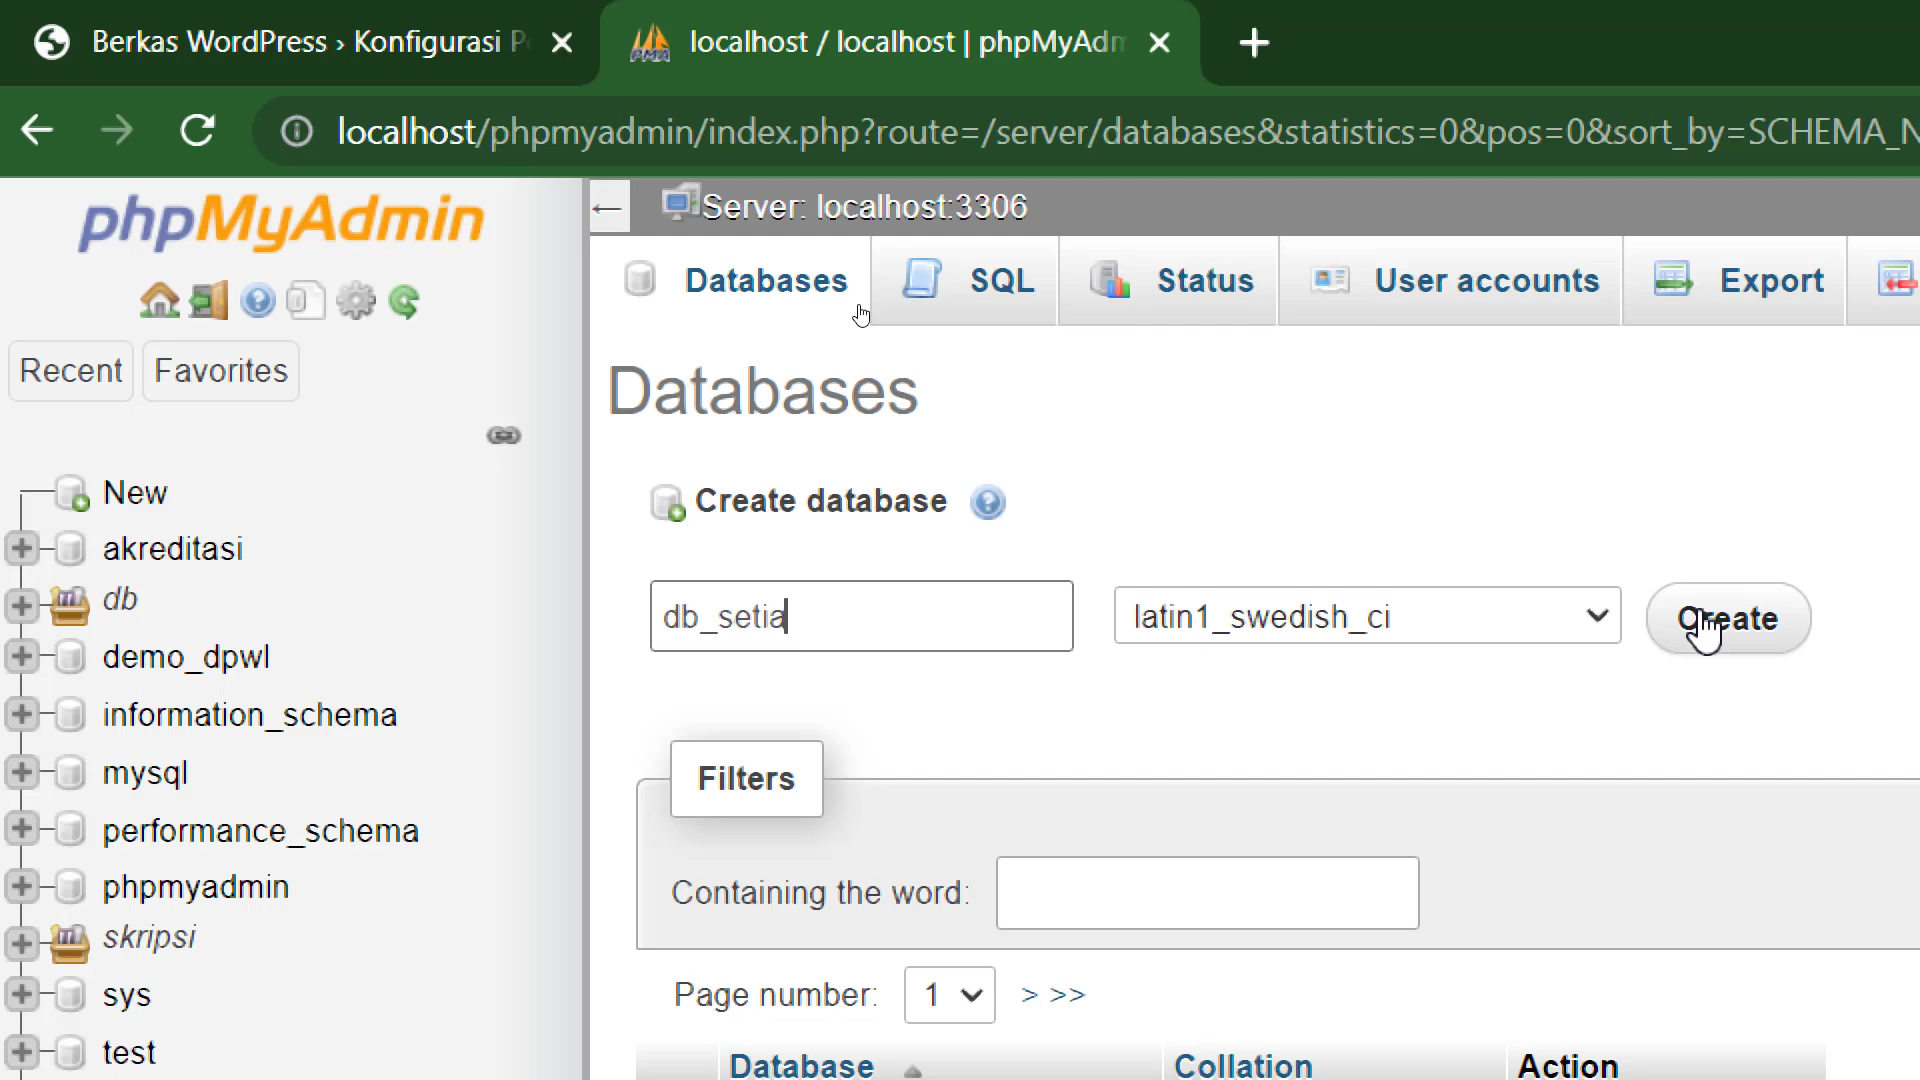 Berkas WordPress › Konfigurasi P
localhost / localhost | phpMyAdm
localhost/phpmyadmin/index.php?route=/server/databases&statistics=0&pos=0&sort_by=SCHEMA_N
phpMyAdmin
Server: localhost:3306
Databases
SQL
Status
User accounts
Export
Recent
Favorites
New
akreditasi
db
demo_dpwl
information_schema
mysql
performance_schema
phpmyadmin
skripsi
sys
test
Databases
Create database
db_setia
latin1_swedish_ci
Create
Filters
Containing the word:
Page number: 1 > >>
Database Collation Action